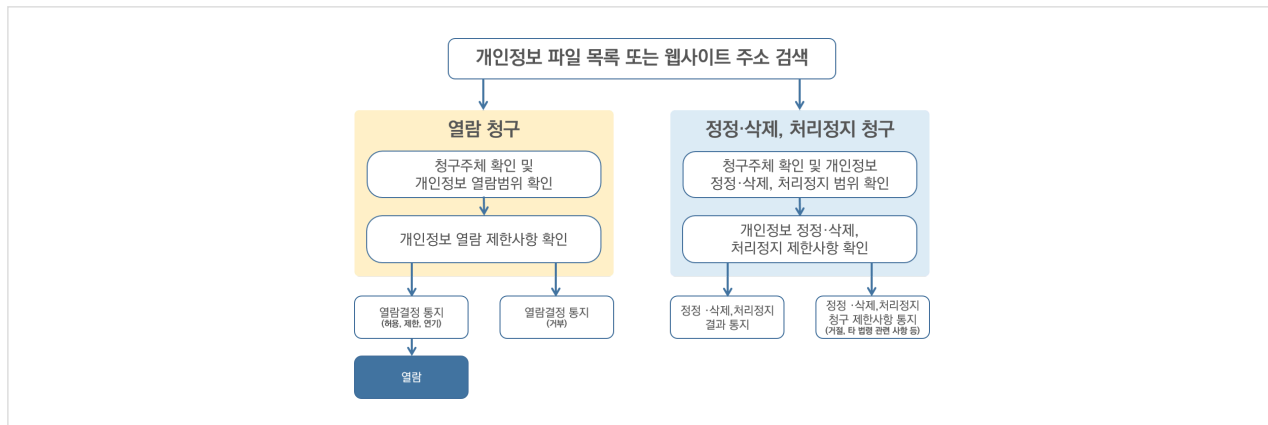 개인정보 파일 목록 또는 웹사이트 주소 검색
열람 청구
청구주체 확인 및
개인정보 열람범위 확인
개인정보 열람 제한사항 확인
열람결정 통지
(허용, 제한, 연기)
열람결정 통지
(거부)
열람
정정·삭제, 처리정지 청구
청구주체 확인 및 개인정보
정정·삭제, 처리정지 범위 확인
개인정보 정정·삭제,
처리정지 제한사항 확인
정정 ·삭제,처리정지
결과 통지
정정 ·삭제,처리정지
청구 제한사항 통지
(거절, 타 법령 관련 사항 등)